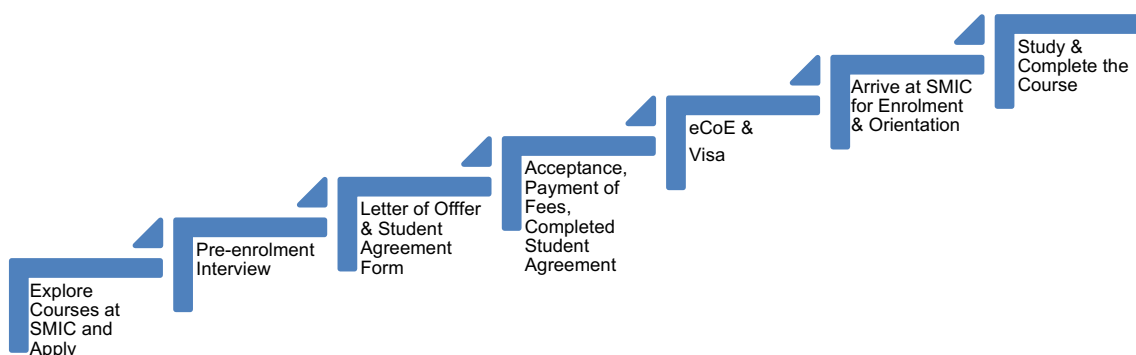 Explore
Courses at
SMIC and
Apply
Pre-enrolment
Interview
Letter of Offfer
& Student
Agreement
Form
Acceptance,
Payment of
Fees,
Completed
Student
Agreement
eCoE &
Visa
Arrive at SMIC
for Enrolment
& Orientation
Study &
Complete the
Course